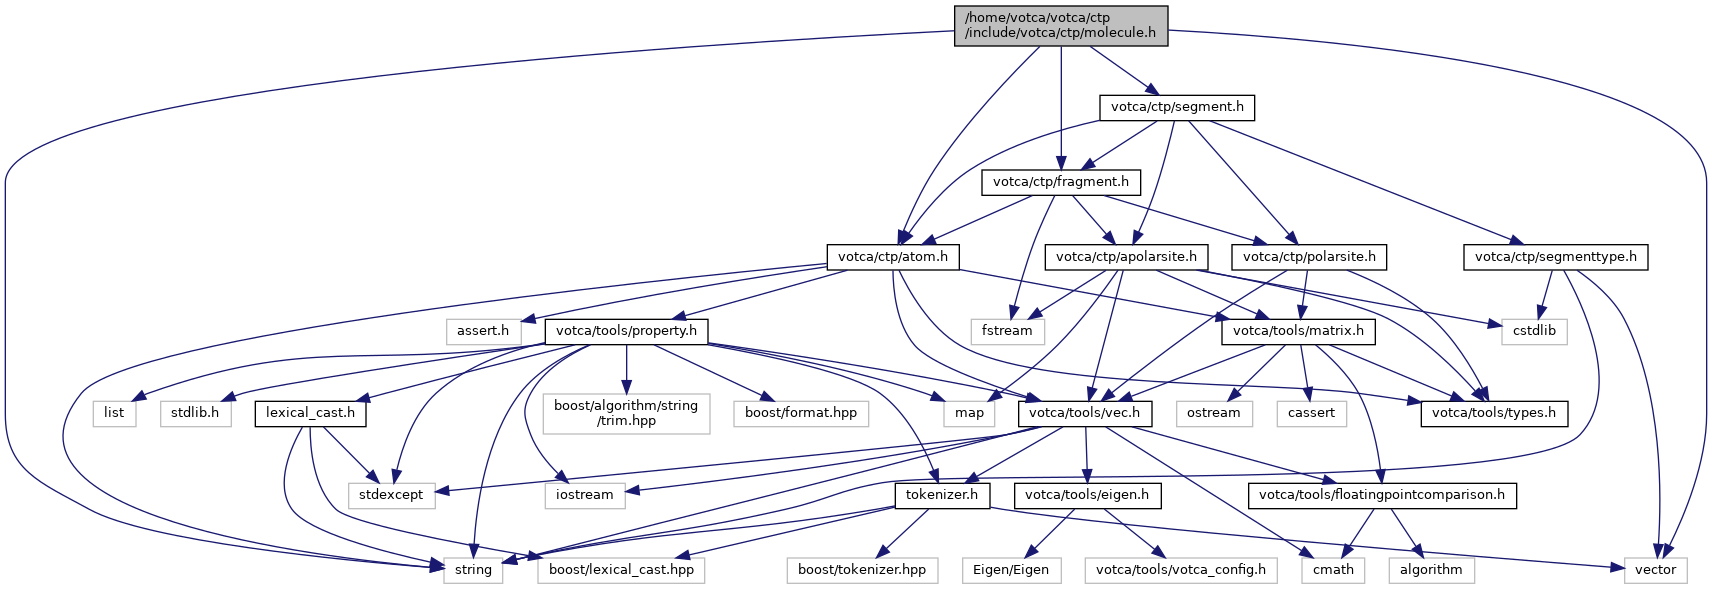 /home/votca/votca/ctp
/include/votca/ctp/molecule.h
votca/ctp/segment.h
votca/ctp/fragment.h
votca/ctp/atom.h
votca/ctp/apolarsite.h
votca/ctp/polarsite.h
votca/ctp/segmenttype.h
assert.h
votca/tools/property.h
fstream
votca/tools/matrix.h
cstdlib
list
stdlib.h
lexical_cast.h
boost/algorithm/string
/trim.hpp
boost/format.hpp
map
votca/tools/vec.h
ostream
cassert
votca/tools/types.h
stdexcept
iostream
tokenizer.h
votca/tools/eigen.h
votca/tools/floatingpointcomparison.h
string
boost/lexical_cast.hpp
boost/tokenizer.hpp
Eigen/Eigen
votca/tools/votca_config.h
cmath
algorithm
vector